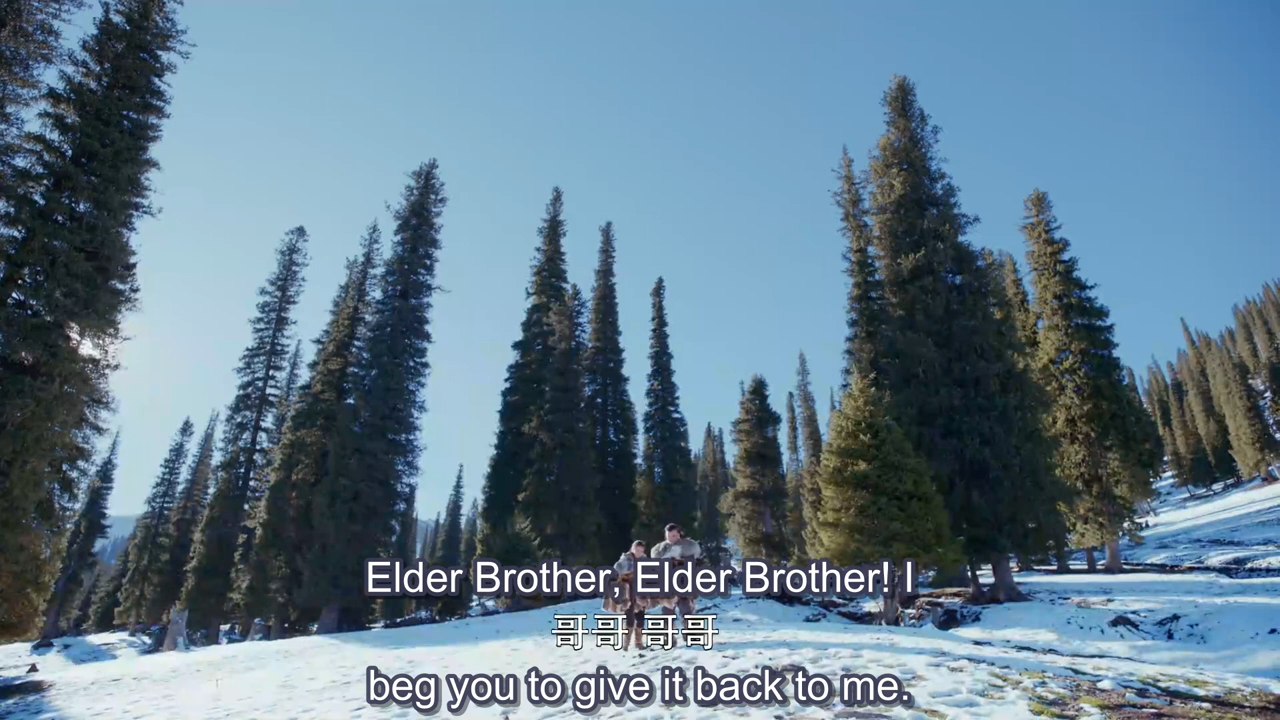 Elder Brother, Elder Brother! I
哥哥 哥哥
beg you to give it back to me.